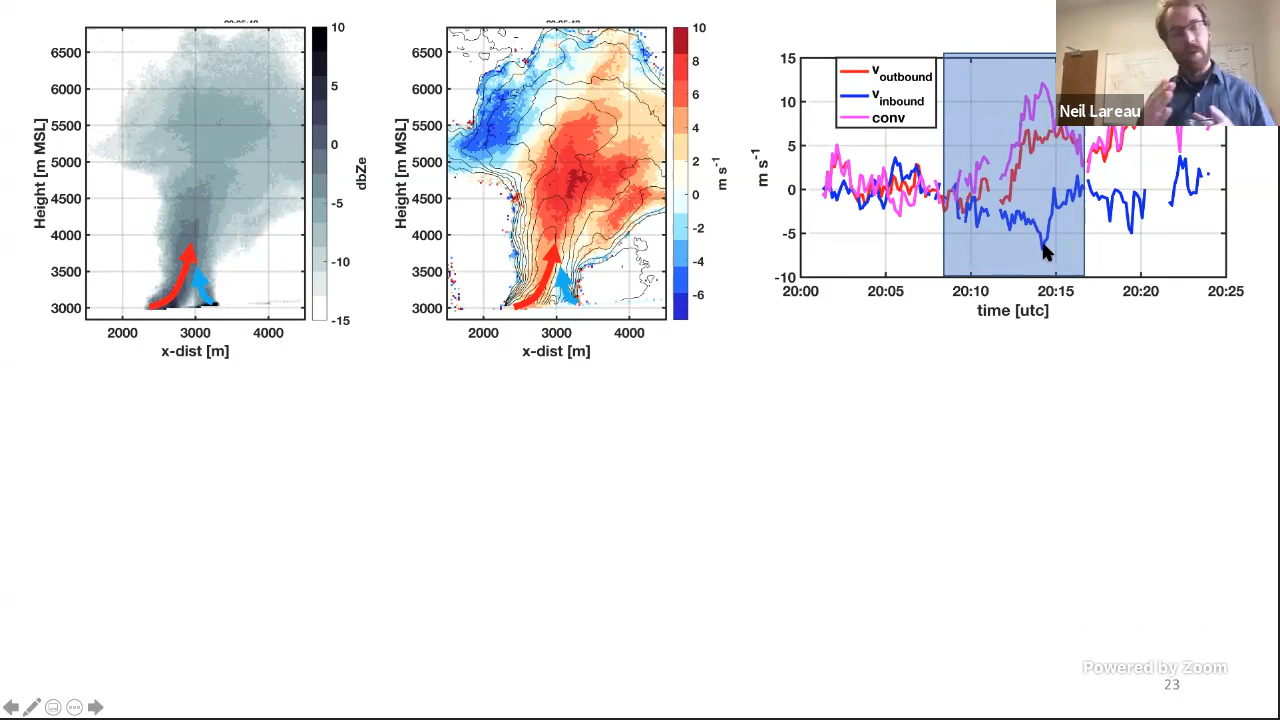 10
5
0
-5
-10
-15
dbZe
6500
6000
5500
5000
4500
4000
3500
3000
Height [m MSL]
2000 3000 4000
x-dist [m]
10
8
6
4
2
0
-2
-4
-6
m s-1
6500
6000
5500
5000
4500
4000
3500
3000
Height [m MSL]
2000 3000 4000
x-dist [m]
voutbound
vinbound
conv
15
10
5
0
-5
-10
m s-1
20:00 20:05 20:10 20:15 20:20 20:25
time [utc]
Neil Lareau
Powered by Zoom
23